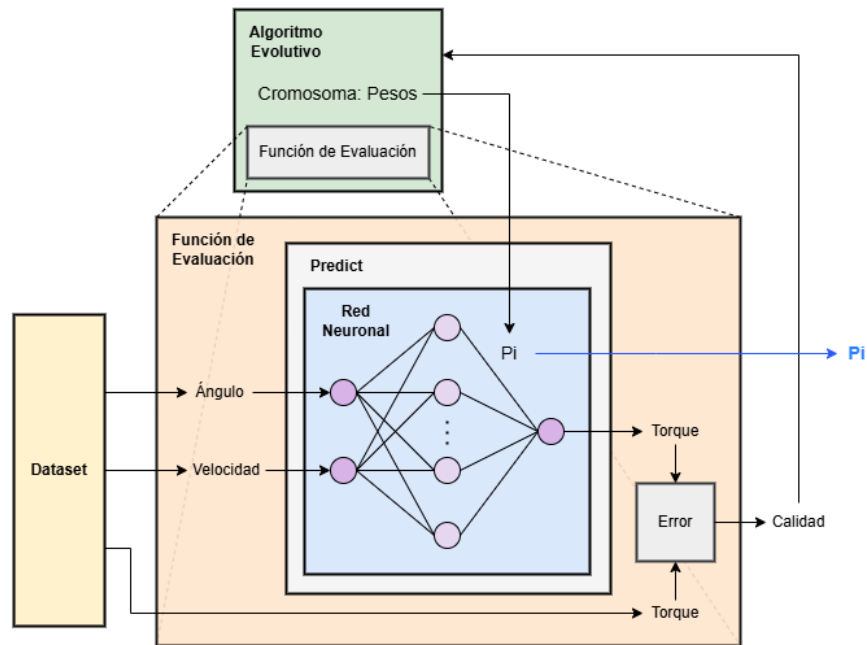 Algoritmo
Evolutivo
Cromosoma: Pesos
Función de Evaluación
Función de
Evaluación
Predict
Red
Neuronal
Pi
Pi
Ángulo
Torque
Dataset
Velocidad
Error
Calidad
Torque